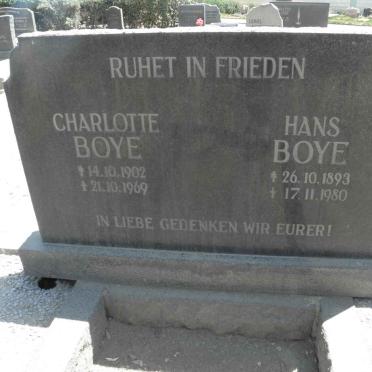 RUHET IN FRIEDEN
CHARLOTTE
BOYE
* 14.10.1902
✝ 21.10.1969
HANS
BOYE
* 26.10.1893
✝ 17.11.1980
IN LIEBE GEDENKEN WIR EURER!